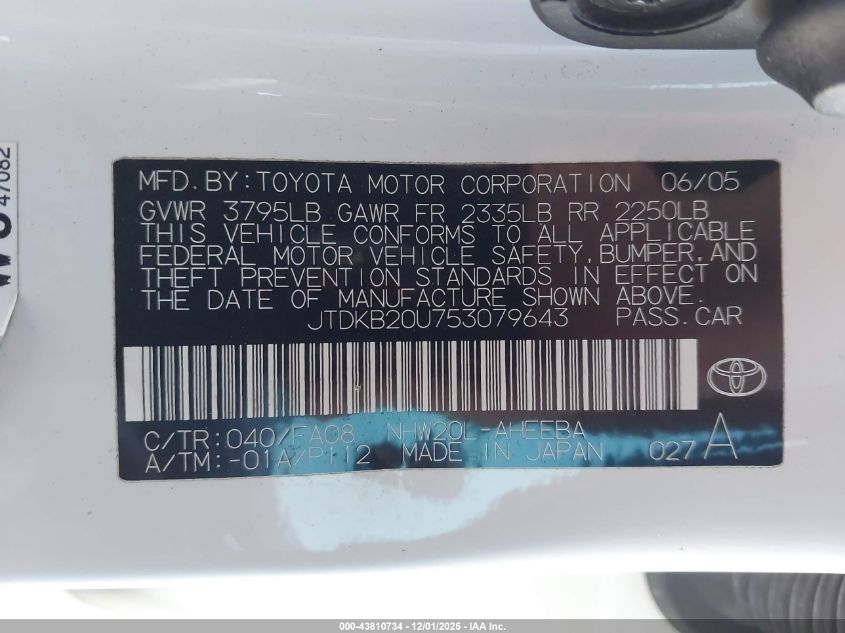 47082
MFD.BY:TOYOTA MOTOR CORPORATION 06/05
GVWR 3795LB GAWR FR 2335LB RR 2250LB
THIS VEHICLE CONFORMS TO ALL APPLICABLE
FEDERAL MOTOR VEHICLE SAFETY,BUMPER,AND
THEFT PREVENTION STANDARDS IN EFFECT ON
THE DATE OF MANUFACTURE SHOWN ABOVE.
JTDKB20U753079643 PASS.CAR
C/TR:040/FA08 NHW20L-AHEEBA
A/TM:-01A/P112 MADE IN JAPAN 027A
000-43810734 - 12/01/2025 - IAA Inc.